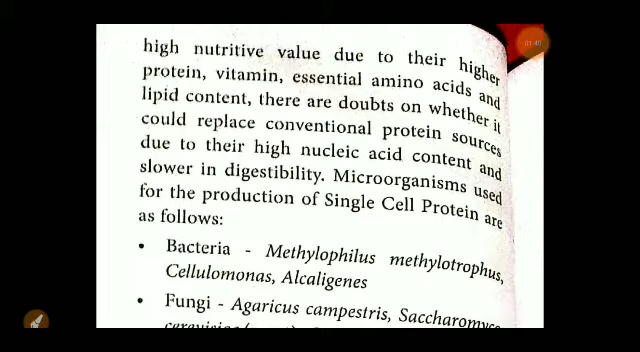 01:40
high nutritive value due to their higher
protein, vitamin, essential amino acids and
lipid content, there are doubts on whether it
could replace conventional protein sources
due to their high nucleic acid content and
slower in digestibility. Microorganisms used
for the production of Single Cell Protein are
as follows:
• Bacteria - Methylophilus methylotrophus,
Cellulomonas, Alcaligenes
• Fungi - Agaricus campestris,